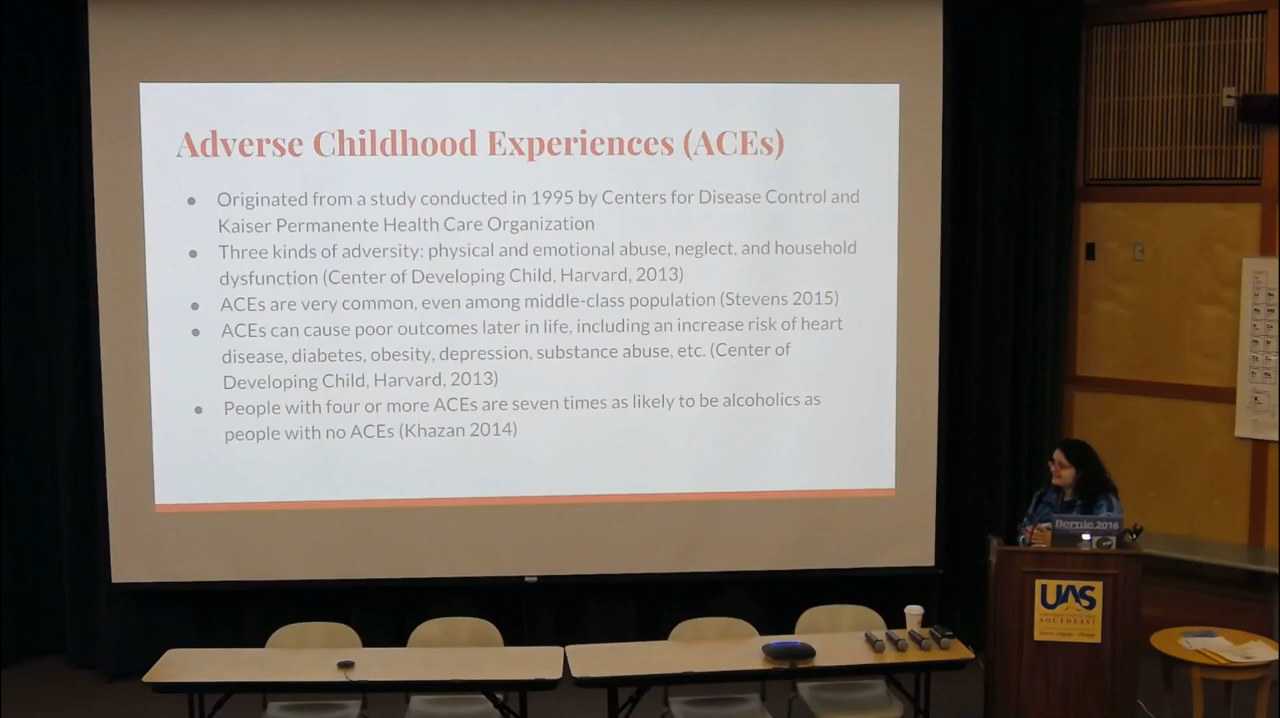 Adverse Childhood Experiences (ACEs)
● Originated from a study conducted in 1995 by Centers for Disease Control and
Kaiser Permanente Health Care Organization
● Three kinds of adversity: physical and emotional abuse, neglect, and household
dysfunction (Center of Developing Child, Harvard, 2013)
● ACEs are very common, even among middle-class population (Stevens 2015)
● ACEs can cause poor outcomes later in life, including an increase risk of heart
disease, diabetes, obesity, depression, substance abuse, etc. (Center of
Developing Child, Harvard, 2013)
● People with four or more ACEs are seven times as likely to be alcoholics as
people with no ACEs (Khazan 2014)
Bernie 2016
UAS
SOUTHEAST